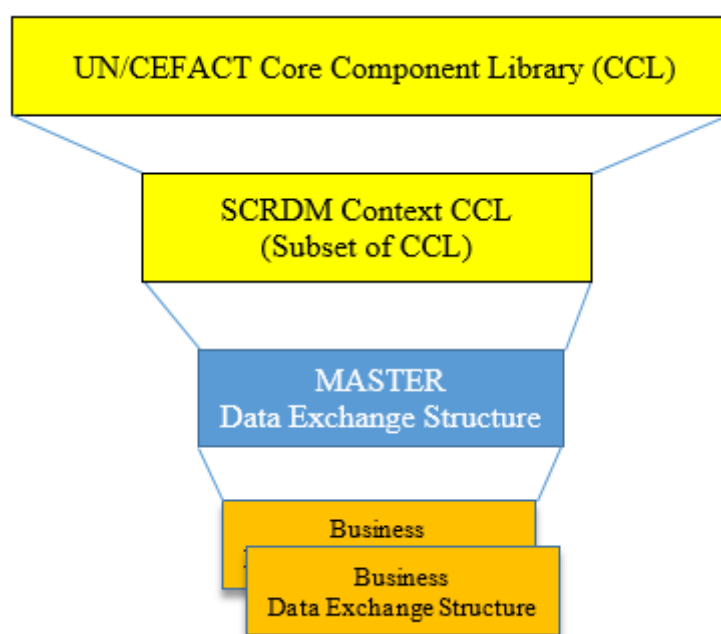 UN/CEFACT Core Component Library (CCL)
SCRDM Context CCL
(Subset of CCL)
MASTER
Data Exchange Structure
Business
Business
Data Exchange Structure